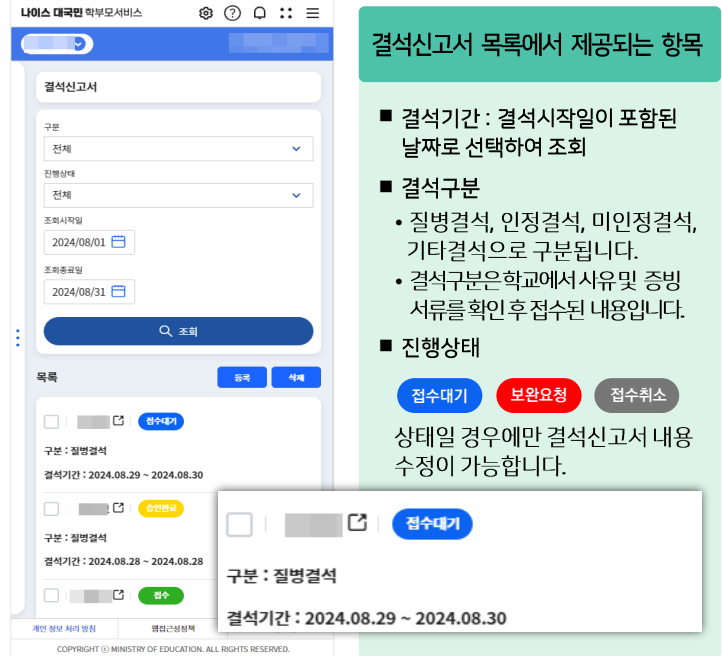 나이스 대국민 학부모서비스
결석신고서
구분
전체
진행상태
전체
조회시작일
2024/08/01
조회종료일
2024/08/31
조회
목록
등록 삭제
접수대기
구분 : 질병결석
결석기간 : 2024.08.29 ~ 2024.08.30
승인완료
구분 : 질병결석
결석기간 : 2024.08.28 ~ 2024.08.28
접수
개인 정보 처리 방침 웹접근성정책
COPYRIGHT ⓒ MINISTRY OF EDUCATION. ALL RIGHTS RESERVED.
결석신고서 목록에서 제공되는 항목
■ 결석기간 : 결석시작일이 포함된
날짜로 선택하여 조회
■ 결석구분
• 질병결석, 인정결석, 미인정결석,
기타결석으로 구분됩니다.
• 결석구분은 학교에서 사유 및 증빙
서류를 확인 후 접수된 내용입니다.
■ 진행상태
접수대기 보완요청 접수취소
상태일 경우에만 결석신고서 내용
수정이 가능합니다.
접수대기
구분 : 질병결석
결석기간 : 2024.08.29 ~ 2024.08.30